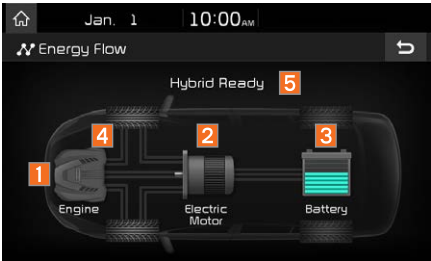 Jan. 1 10:00AM
Energy Flow
Hybrid Ready 5
4 2 3
1
Engine Electric Motor Battery